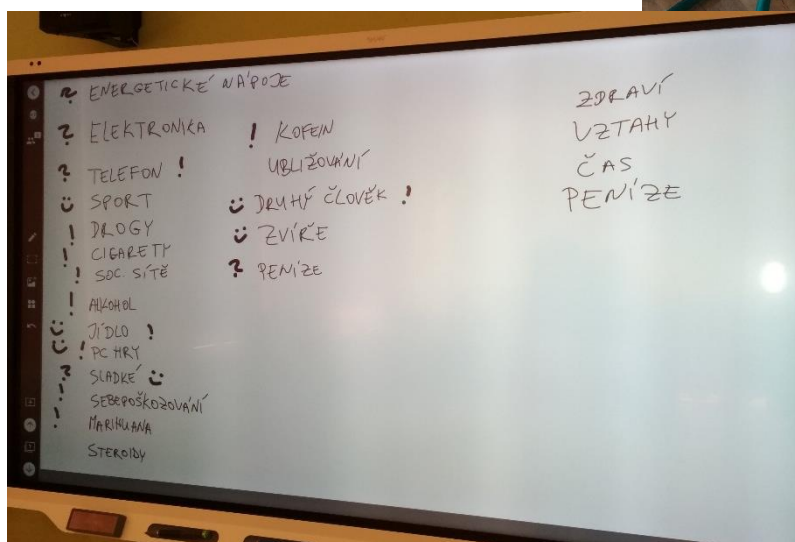 ? ENERGETICKÉ NÁPOJE
? ELEKTRONIKA
? TELEFON !
SPORT
! DROGY
! CIGARETY
! SOC. SÍTĚ
! ALKOHOL
JÍDLO !
! PC HRY
? SLADKÉ
! SEBEPOŠKOZOVÁNÍ
! MARIHUANA
STEROIDY
! KOFEIN
UBLIŽOVÁNÍ
DRUHÝ ČLOVĚK !
ZVÍŘE
? PENÍZE
ZDRAVÍ
VZTAHY
ČAS
PENÍZE